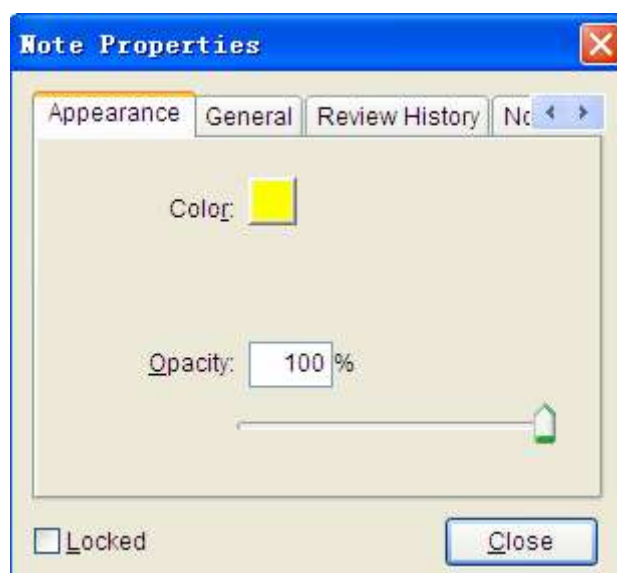 Note Properties
Appearance General Review History
Color:
Opacity: 100 %
Locked Close